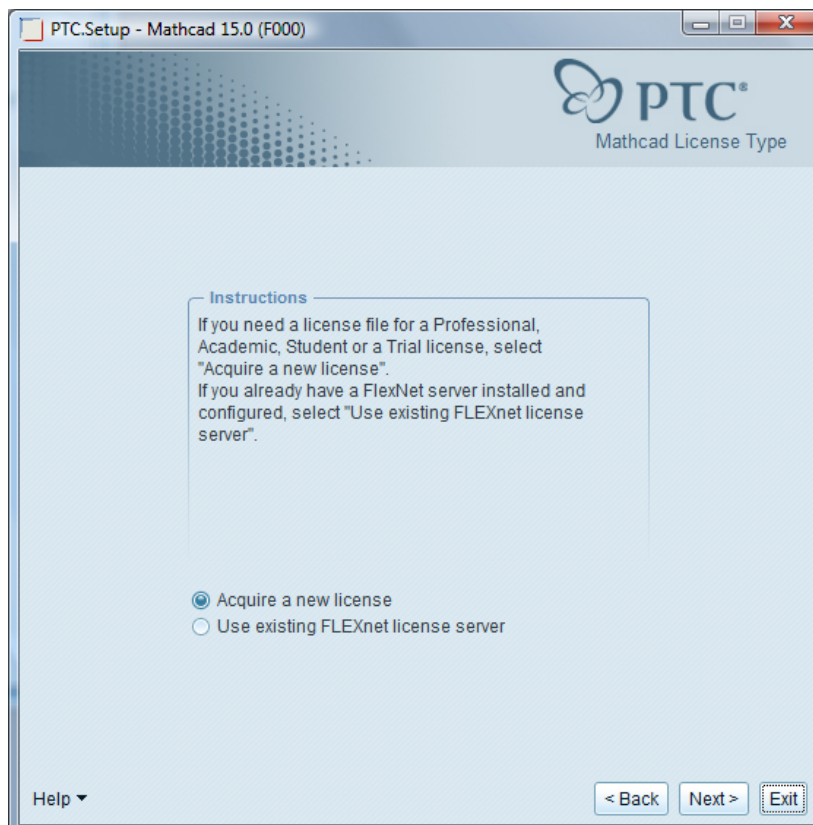 PTC.Setup - Mathcad 15.0 (F000)
PTC®
Mathcad License Type
Instructions
If you need a license file for a Professional,
Academic, Student or a Trial license, select
"Acquire a new license".
If you already have a FlexNet server installed and
configured, select "Use existing FLEXnet license
server".
Acquire a new license
Use existing FLEXnet license server
Help
< Back Next > Exit